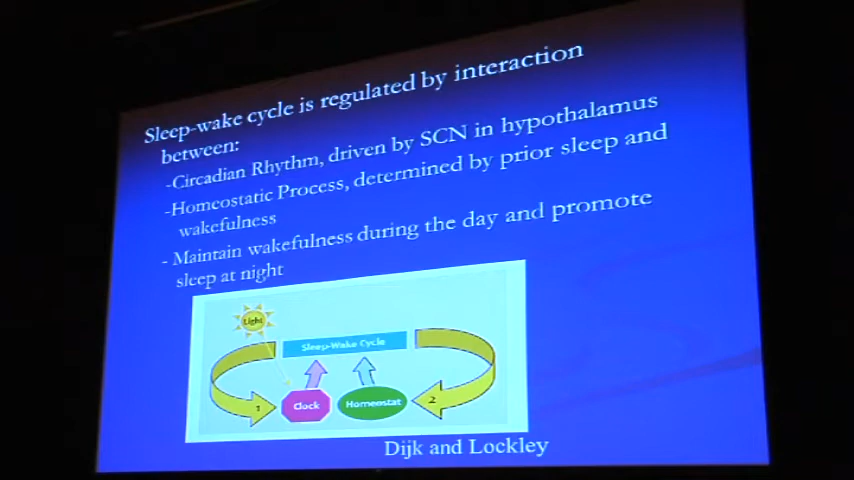 Sleep-wake cycle is regulated by interaction
between:
-Circadian Rhythm, driven by SCN in hypothalamus
-Homeostatic Process, determined by prior sleep and
wakefulness
- Maintain wakefulness during the day and promote
sleep at night
Light
Sleep-Wake Cycle
1
Clock
Homeostat
2
Dijk and Lockley